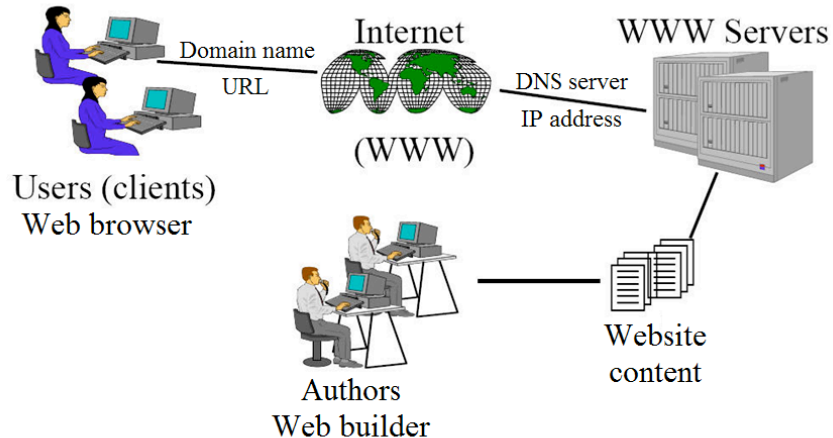 Internet
WWW Servers
Domain name
URL
DNS server
IP address
(WWW)
Users (clients)
Web browser
Website
content
Authors
Web builder